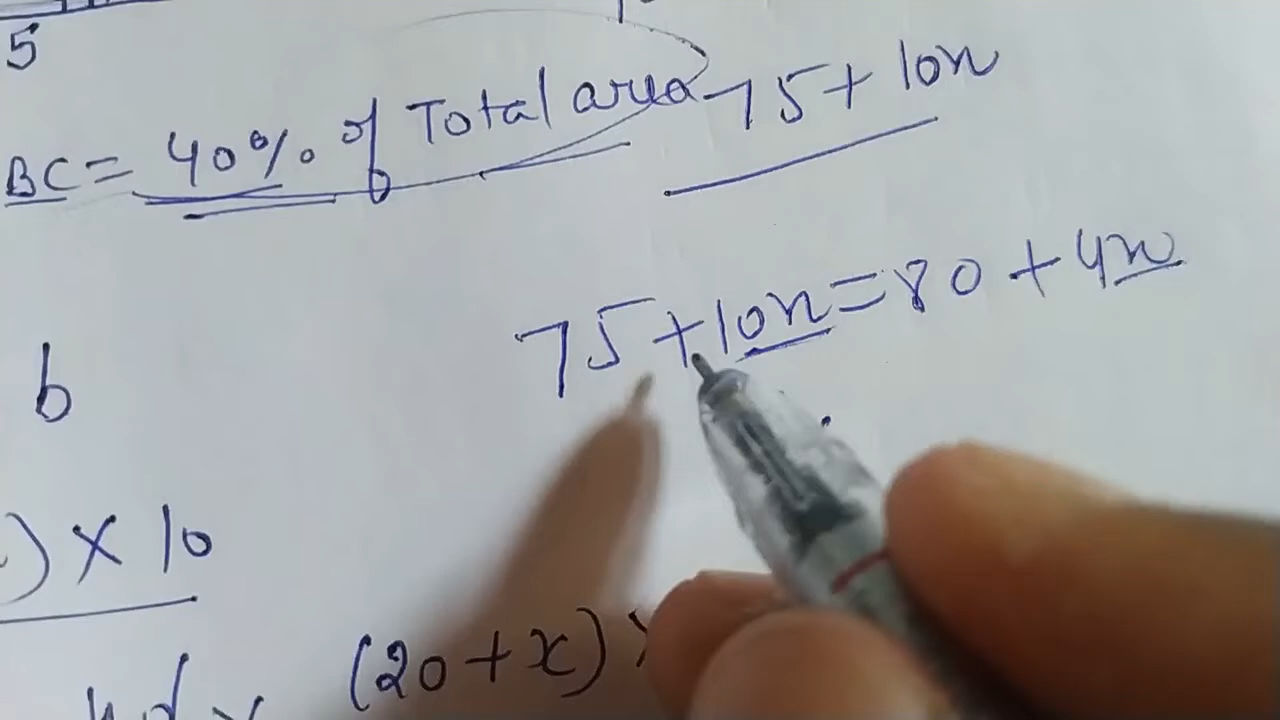 5
BC = 40% of Total area 75 + 10x
75 + 10x = 80 + 4x
b
) × 10
(20 + x)